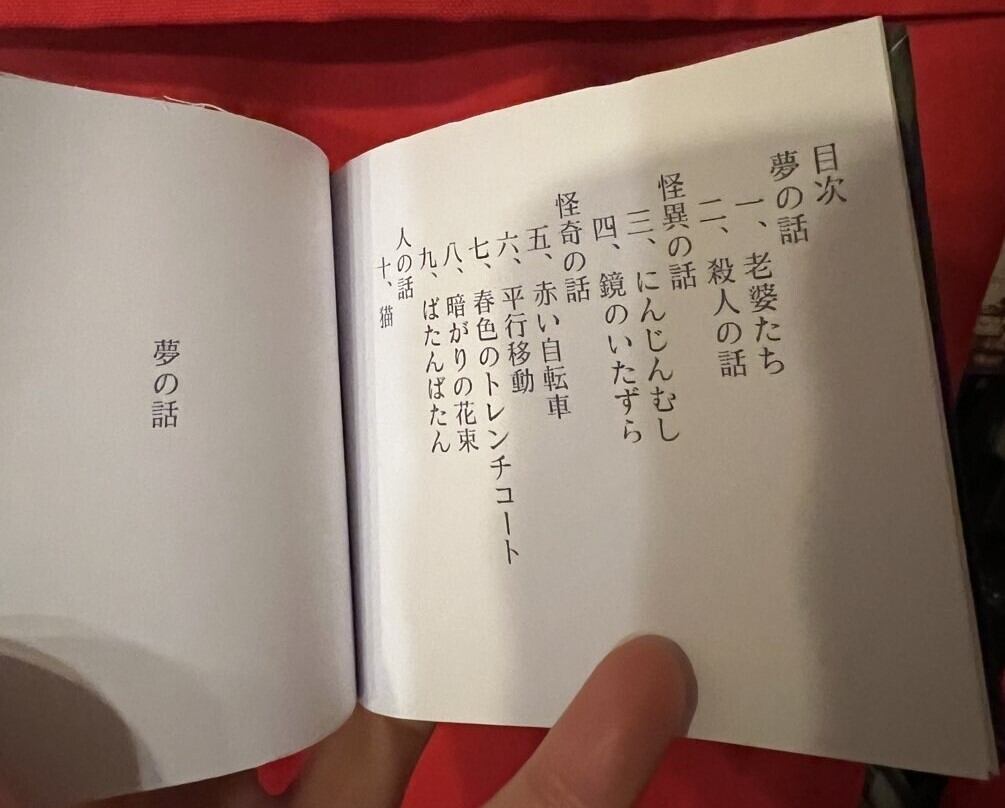 目次
夢の話
一、老婆たち
二、殺人の話
怪異の話
三、にんじんむし
四、鏡のいたずら
怪奇の話
五、赤い自転車
六、平行移動
七、春色のトレンチコート
八、暗がりの花束
九、ばたんばたん
人の話
十、猫
夢の話